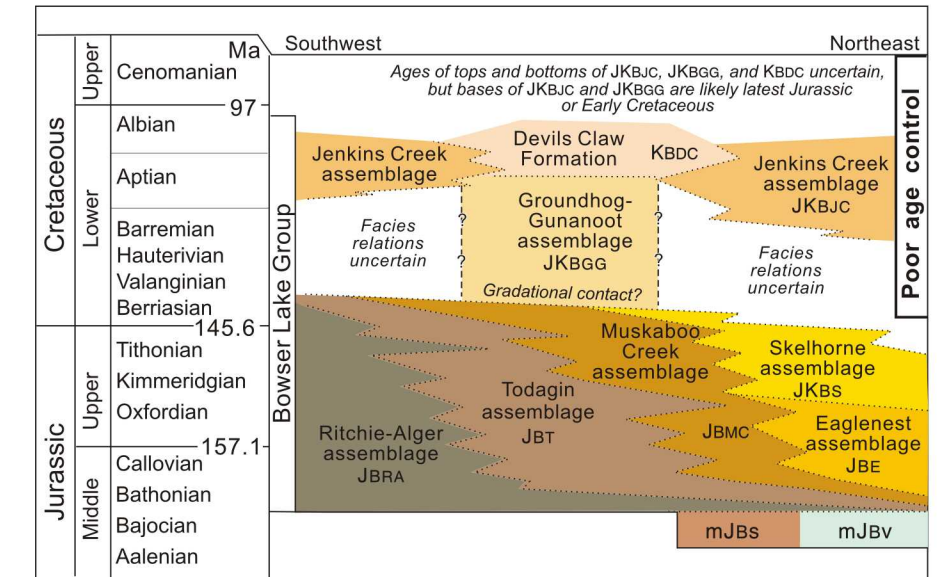 Ma
Southwest
Northeast
Cretaceous
Upper
Cenomanian
Ages of tops and bottoms of JKBJC, JKBGG, and KBDC uncertain,
but bases of JKBJC and JKBGG are likely latest Jurassic
or Early Cretaceous
Poor age control
97
Lower
Albian
Aptian
Barremian
Hauterivian
Valanginian
Berriasian
Bowser Lake Group
Jenkins Creek
assemblage
Devils Claw
Formation
KBDC
Jenkins Creek
assemblage
JKBJC
Groundhog-
Gunanoot
assemblage
JKBGG
?
?
?
?
Facies
relations
uncertain
Facies
relations
uncertain
Gradational contact?
145.6
Jurassic
Upper
Tithonian
Kimmeridgian
Oxfordian
Muskaboo
Creek
assemblage
Skelhorne
assemblage
JKBS
Todagin
assemblage
JBT
JBMC
Eaglenest
assemblage
JBE
Ritchie-Alger
assemblage
JBRA
157.1
Middle
Callovian
Bathonian
Bajocian
Aalenian
mJBs
mJBv